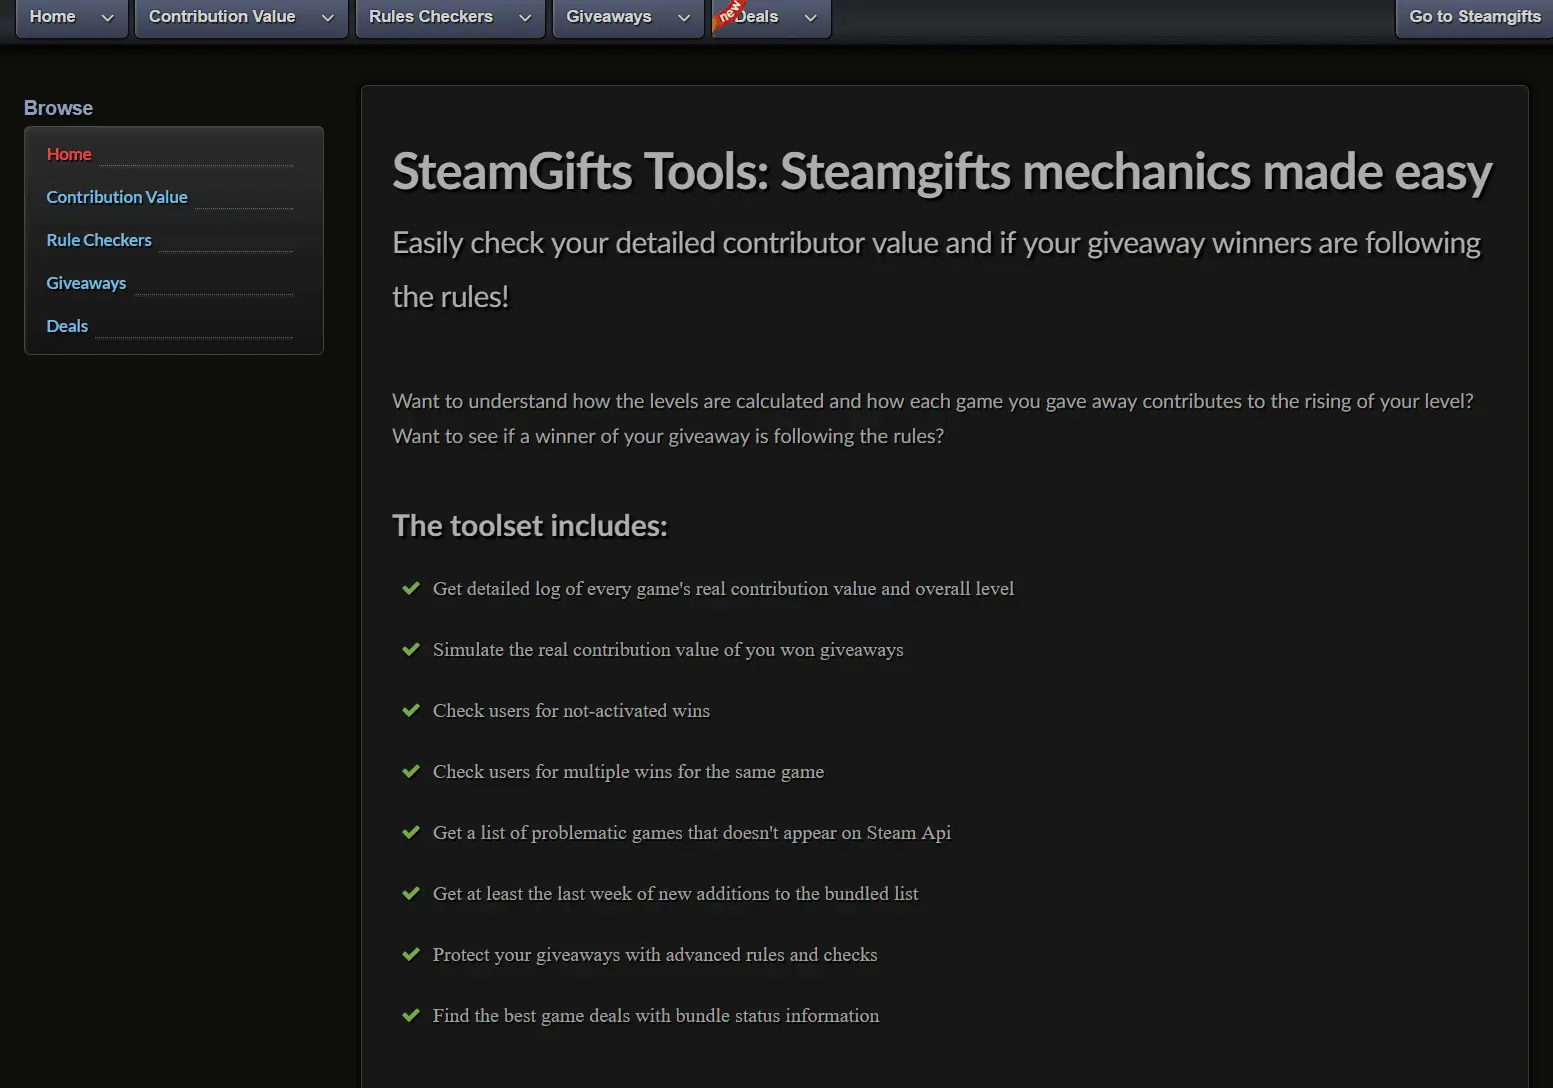 Home
Contribution Value
Rules Checkers
Giveaways
new
Deals
Go to Steamgifts
Browse
Home
Contribution Value
Rule Checkers
Giveaways
Deals
SteamGifts Tools: Steamgifts mechanics made easy
Easily check your detailed contributor value and if your giveaway winners are following
the rules!
Want to understand how the levels are calculated and how each game you gave away contributes to the rising of your level?
Want to see if a winner of your giveaway is following the rules?
The toolset includes:
Get detailed log of every game's real contribution value and overall level
Simulate the real contribution value of you won giveaways
Check users for not-activated wins
Check users for multiple wins for the same game
Get a list of problematic games that doesn't appear on Steam Api
Get at least the last week of new additions to the bundled list
Protect your giveaways with advanced rules and checks
Find the best game deals with bundle status information